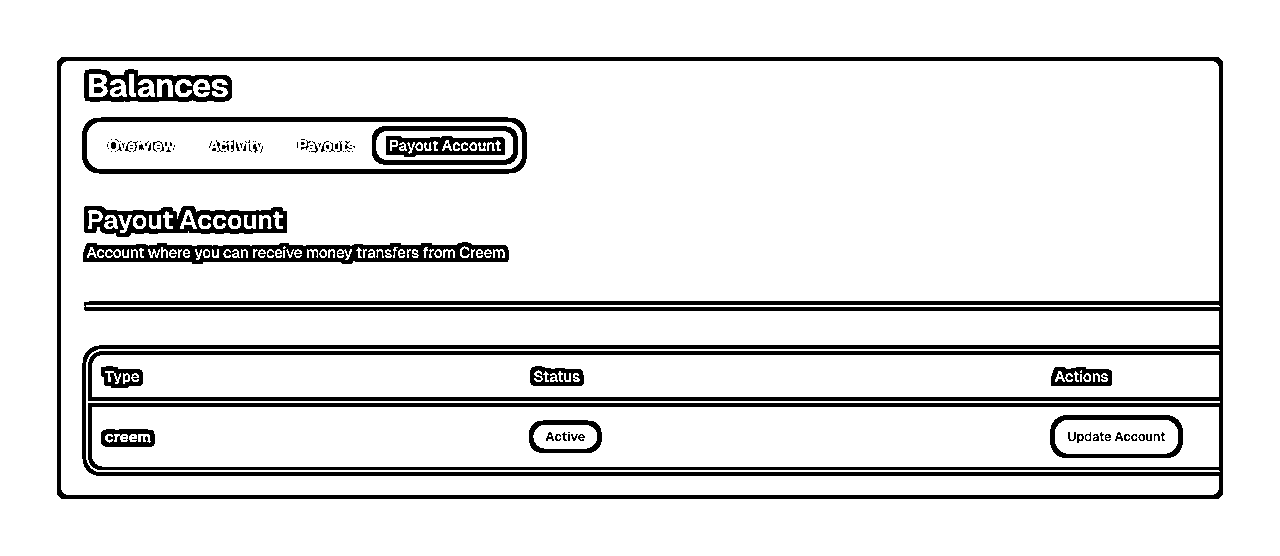 Balances
Overview Activity Payouts Payout Account
Payout Account
Account where you can receive money transfers from Creem
Type Status Actions
creem Active Update Account